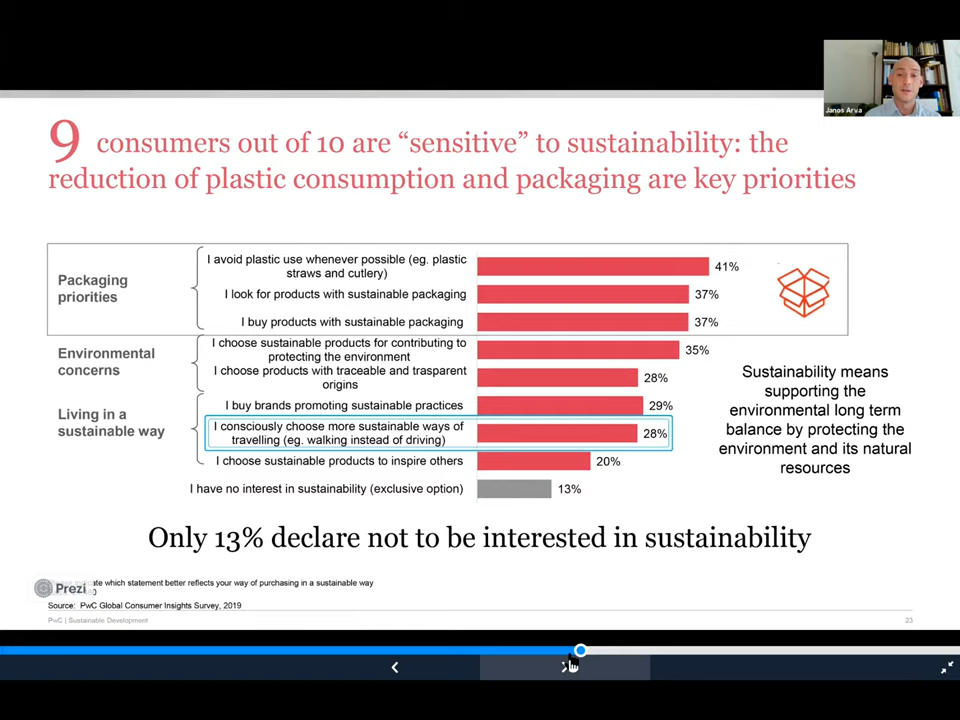 Janos Arva
9 consumers out of 10 are “sensitive” to sustainability: the
reduction of plastic consumption and packaging are key priorities
Packaging
priorities
I avoid plastic use whenever possible (eg. plastic
straws and cutlery)
41%
I look for products with sustainable packaging
37%
I buy products with sustainable packaging
37%
Environmental
concerns
I choose sustainable products for contributing to
protecting the environment
35%
I choose products with traceable and trasparent
origins
28%
Living in a
sustainable way
I buy brands promoting sustainable practices
29%
I consciously choose more sustainable ways of
travelling (eg. walking instead of driving)
28%
I choose sustainable products to inspire others
20%
I have no interest in sustainability (exclusive option)
13%
Sustainability means
supporting the
environmental long term
balance by protecting the
environment and its natural
resources
Only 13% declare not to be interested in sustainability
which statement better reflects your way of purchasing in a sustainable way
Prezi
Source: PwC Global Consumer Insights Survey, 2019
PwC | Sustainable Development
23